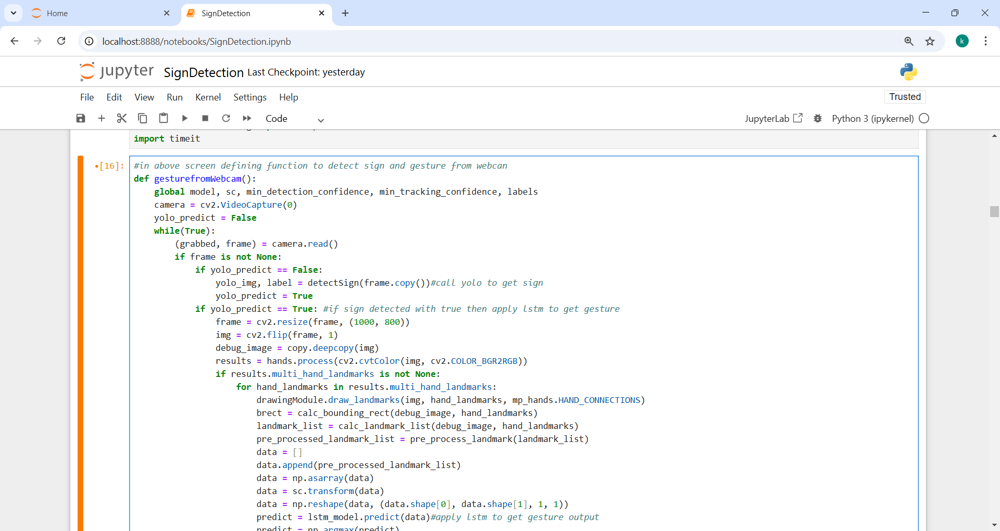 Home
SignDetection
localhost:8888/notebooks/SignDetection.ipynb
k
jupyter SignDetection Last Checkpoint: yesterday
File Edit View Run Kernel Settings Help
Trusted
Code
JupyterLab
Python 3 (ipykernel)
import timeit
[16]:
#in above screen defining function to detect sign and gesture from webcan
def gesturefromWebcam():
    global model, sc, min_detection_confidence, min_tracking_confidence, labels
    camera = cv2.VideoCapture(0)
    yolo_predict = False
    while(True):
        (grabbed, frame) = camera.read()
        if frame is not None:
            if yolo_predict == False:
                yolo_img, label = detectSign(frame.copy())#call yolo to get sign
                yolo_predict = True
            if yolo_predict == True: #if sign detected with true then apply lstm to get gesture
                frame = cv2.resize(frame, (1000, 800))
                img = cv2.flip(frame, 1)
                debug_image = copy.deepcopy(img)
                results = hands.process(cv2.cvtColor(img, cv2.COLOR_BGR2RGB))
                if results.multi_hand_landmarks is not None:
                    for hand_landmarks in results.multi_hand_landmarks:
                        drawingModule.draw_landmarks(img, hand_landmarks, mp_hands.HAND_CONNECTIONS)
                        brect = calc_bounding_rect(debug_image, hand_landmarks)
                        landmark_list = calc_landmark_list(debug_image, hand_landmarks)
                        pre_processed_landmark_list = pre_process_landmark(landmark_list)
                        data = []
                        data.append(pre_processed_landmark_list)
                        data = np.asarray(data)
                        data = sc.transform(data)
                        data = np.reshape(data, (data.shape[0], data.shape[1], 1, 1))
                        predict = lstm_model.predict(data)#apply lstm to get gesture output
                        predict = np.argmax(predict)